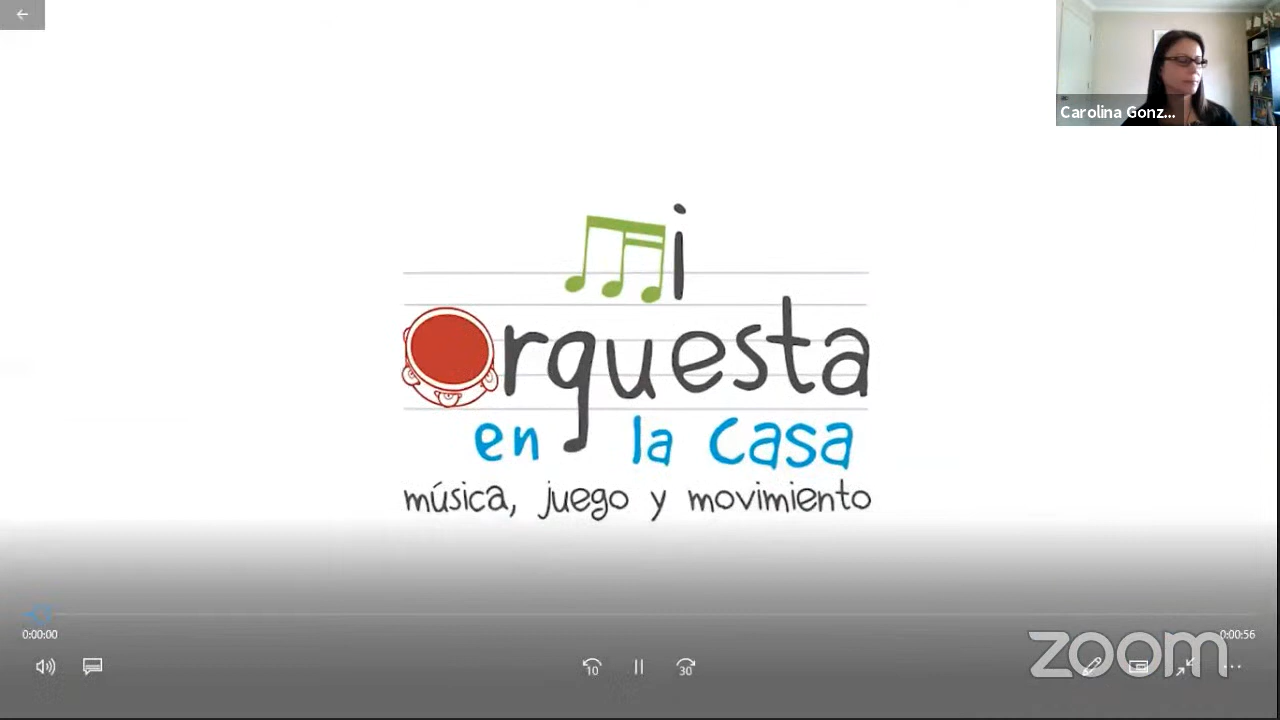 Carolina Gonz...
mi
orquesta
en la casa
música, juego y movimiento
0:00:00
0:00:56
10
30
zoom